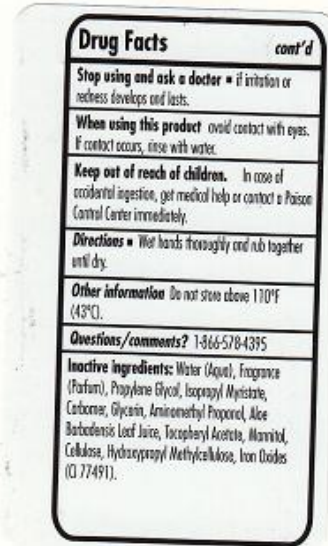 Drug Facts cont'd
Stop using and ask a doctor ▪ if irritation or
redness develops and lasts.
When using this product avoid contact with eyes.
If contact occurs, rinse with water.
Keep out of reach of children. In case of
accidental ingestion, get medical help or contact a Poison
Control Center immediately.
Directions ▪ Wet hands thoroughly and rub together
until dry.
Other information Do not store above 110°F
(43°C).
Questions/comments? 1-866-578-4395
Inactive ingredients: Water (Aqua), Fragrance
(Parfum), Propylene Glycol, Isopropyl Myristate,
Carbomer, Glycerin, Aminomethyl Propanol, Aloe
Barbadensis Leaf Juice, Tocopheryl Acetate, Mannitol,
Cellulose, Hydroxypropyl Methylcellulose, Iron Oxides
(CI 77491).